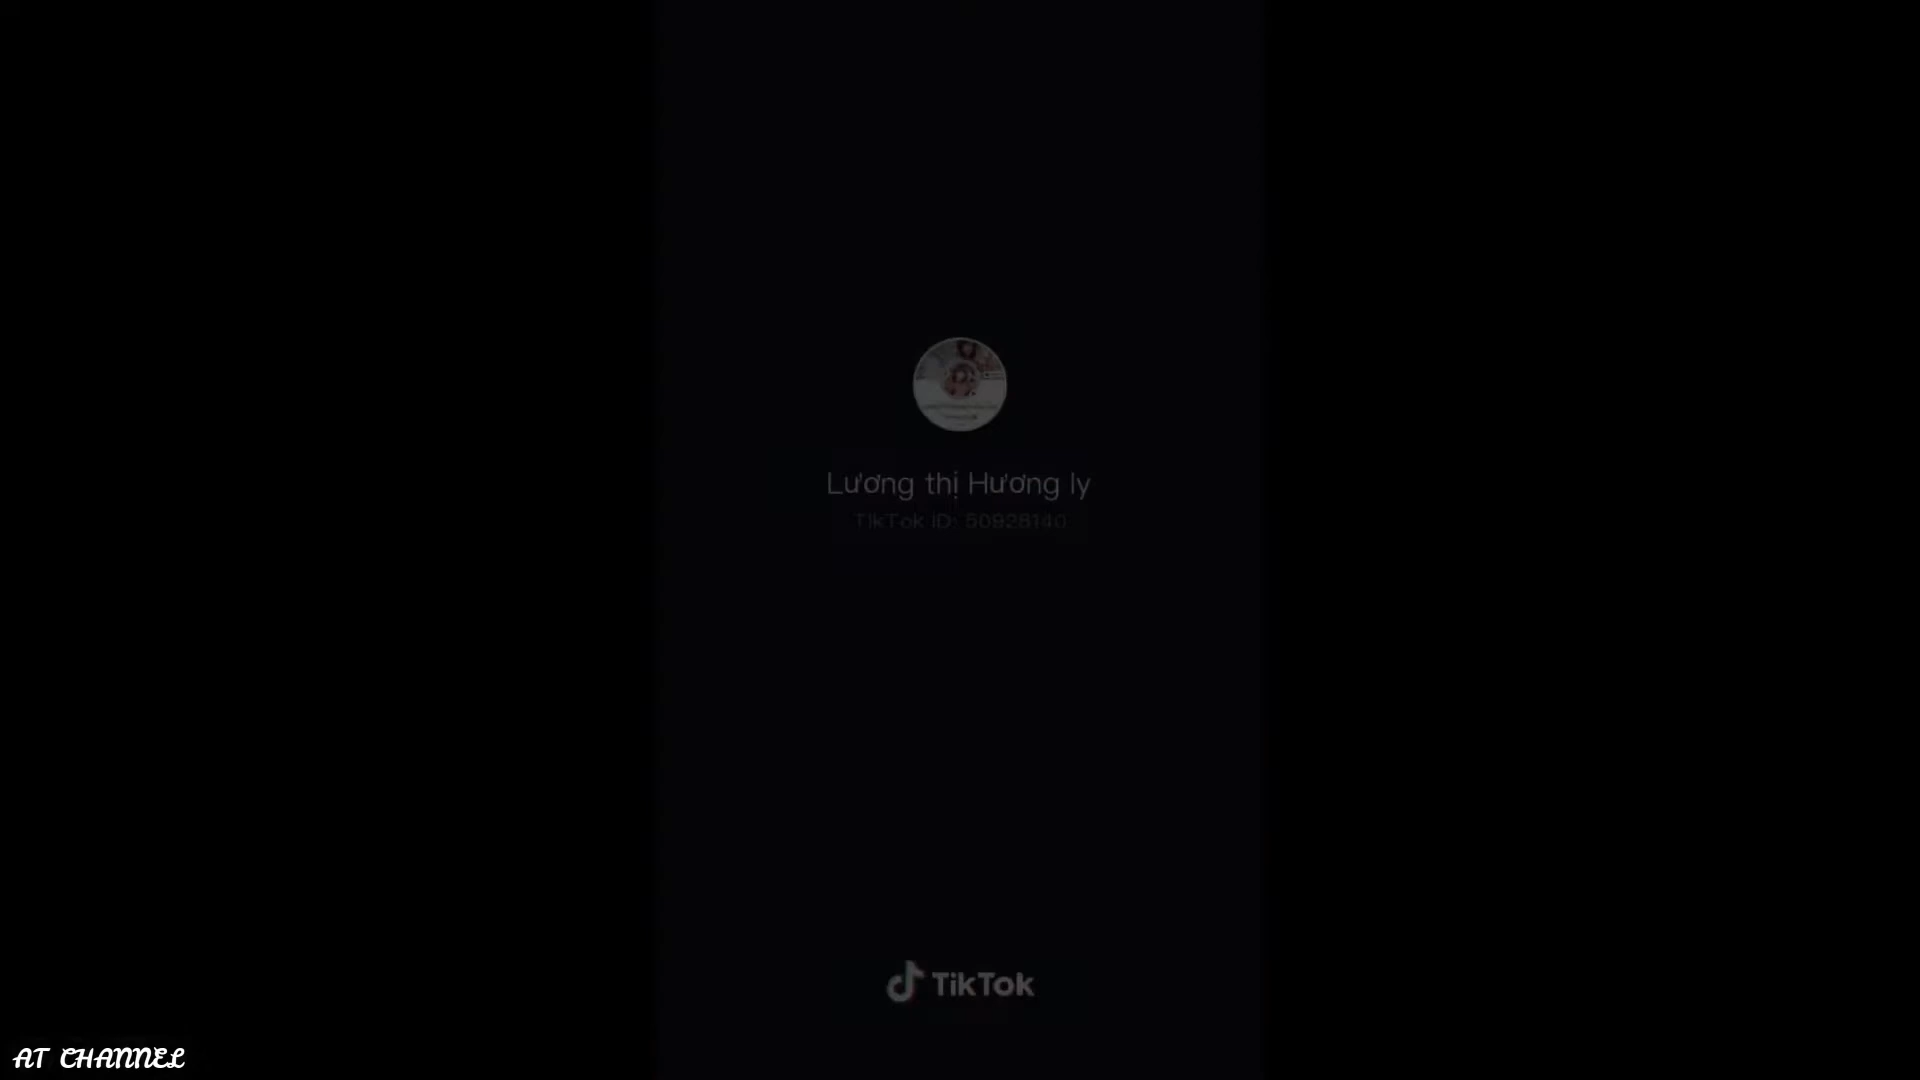 Lương thị Hương ly
TikTok ID: 50928140
TikTok
AT CHANNEL